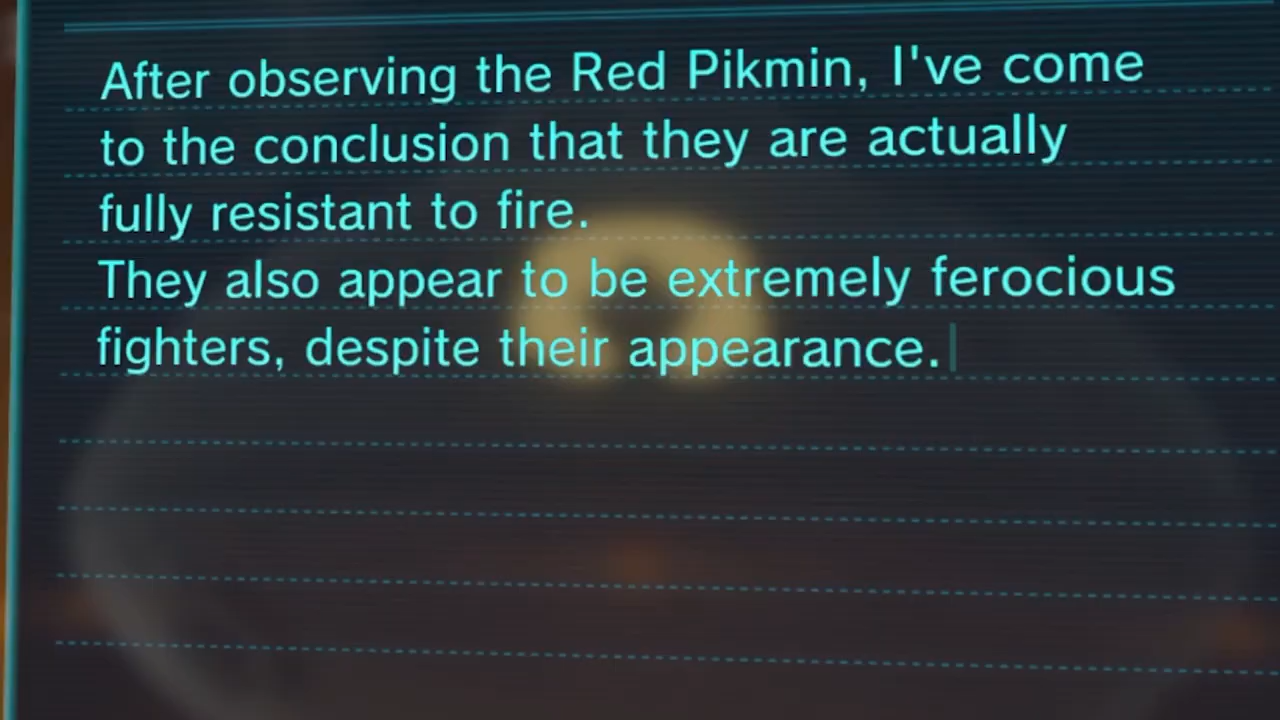 After observing the Red Pikmin, I've come
to the conclusion that they are actually
fully resistant to fire.
They also appear to be extremely ferocious
fighters, despite their appearance.